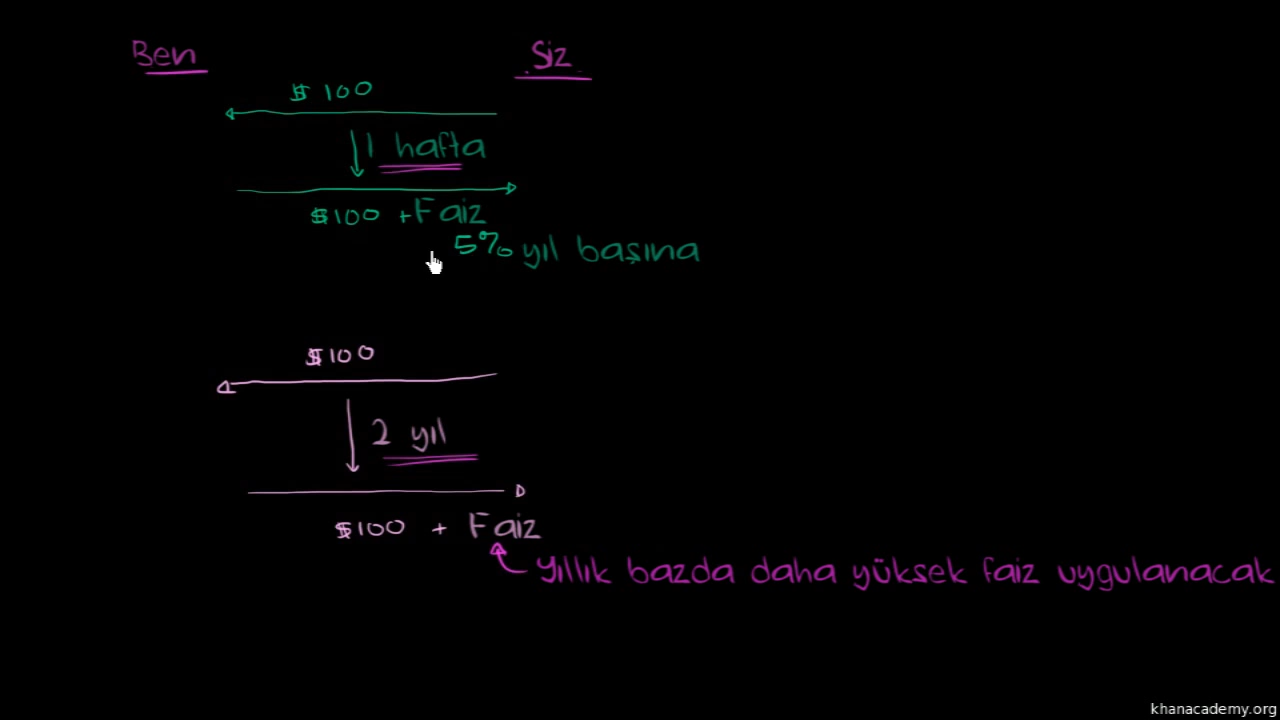 Ben Siz
$ 100
1 hafta
$100 + Faiz
5% yıl başına
$100
2 yıl
$100 + Faiz
Yıllık bazda daha yüksek faiz uygulanacak
khanacademy.org